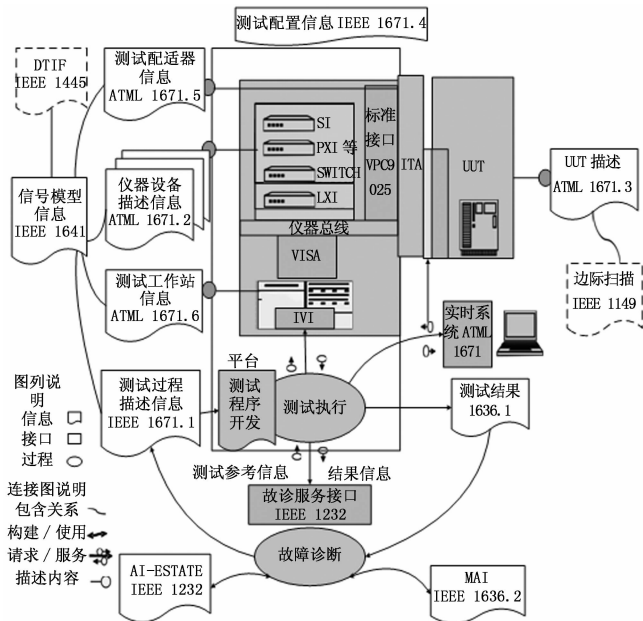 测试配置信息 IEEE 1671.4
DTIF
IEEE 1445
测试配适器
信息
ATML 1671.5
信号模型
信息
IEEE 1641
仪器设备
描述信息
ATML 1671.2
测试工作站
信息
ATML 1671.6
SI
PXI 等
SWITCH
LXI
标准
接口
VPC9
025
ITA
UUT
仪器总线
VISA
IVI
UUT 描述
ATML 1671.3
边际扫描
IEEE 1149
实时系
统 ATML
1671
平台
测试
程序
开发
测试执行
测试过程
描述信息
IEEE 1671.1
测试结果
1636.1
测试参考信息
结果信息
故诊服务接口
IEEE 1232
故障诊断
AI-ESTATE
IEEE 1232
MAI
IEEE 1636.2
图列说
明
信息
接口
过程
连接图说明
包含关系
构建/使用
请求/服务
描述内容